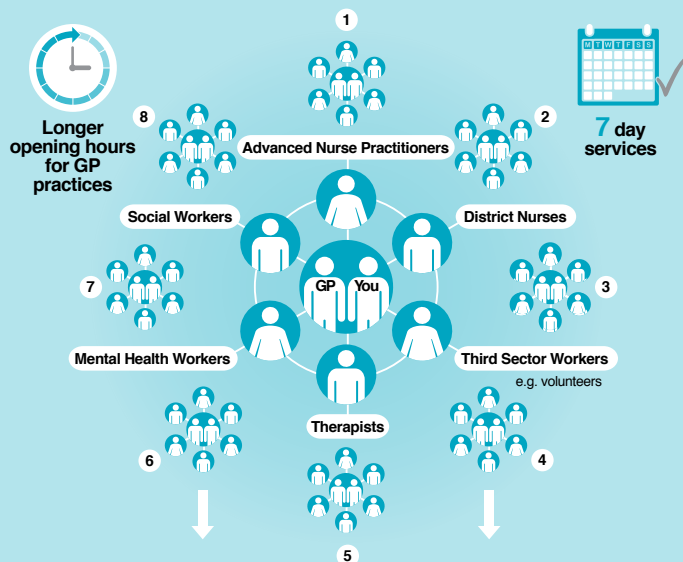 1
M T W T F S S
Longer
opening hours
for GP
practices
8
2
7 day
services
Advanced Nurse Practitioners
Social Workers
District Nurses
GP You
7
3
Mental Health Workers
Third Sector Workers
e.g. volunteers
Therapists
6
4
5